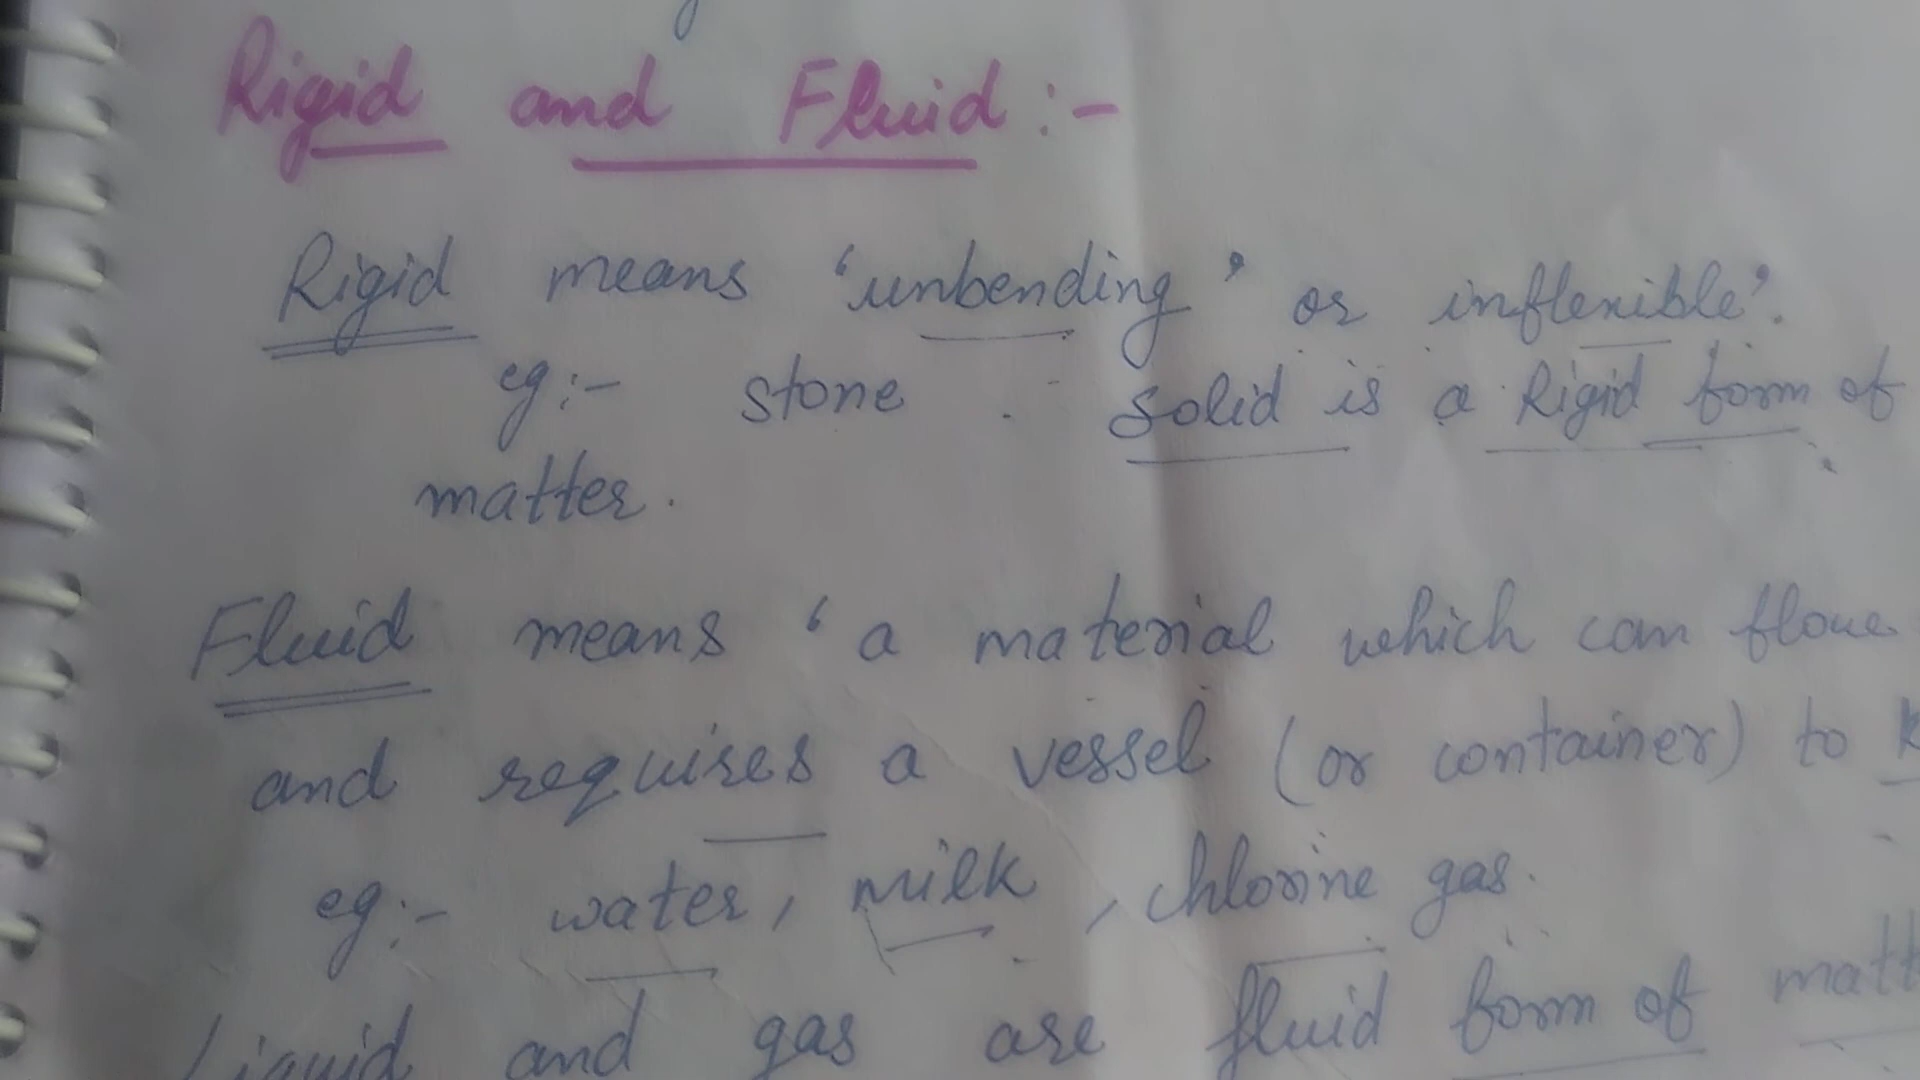 Rigid and Fluid :-
Rigid means 'unbending' or inflexible'.
eg:- stone . Solid is a Rigid form of
matter.
Fluid means ' a material which can flow
and requires a vessel (or container) to
eg:- water, milk, chlorine gas.
Liquid and gas are fluid form of matt